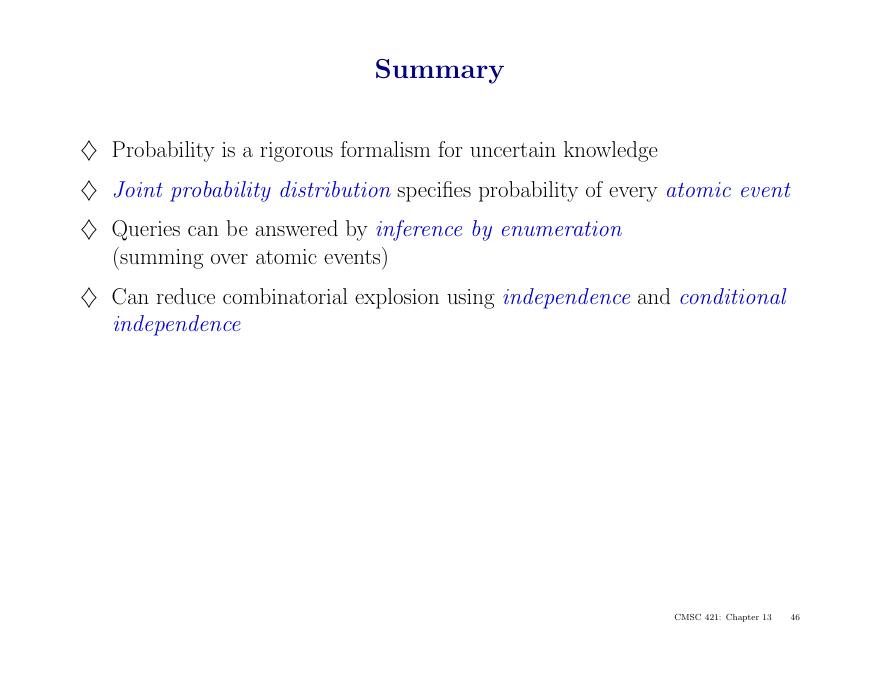 Summary
♢ Probability is a rigorous formalism for uncertain knowledge
♢ Joint probability distribution specifies probability of every atomic event
♢ Queries can be answered by inference by enumeration
(summing over atomic events)
♢ Can reduce combinatorial explosion using independence and conditional
independence
CMSC 421: Chapter 13 46